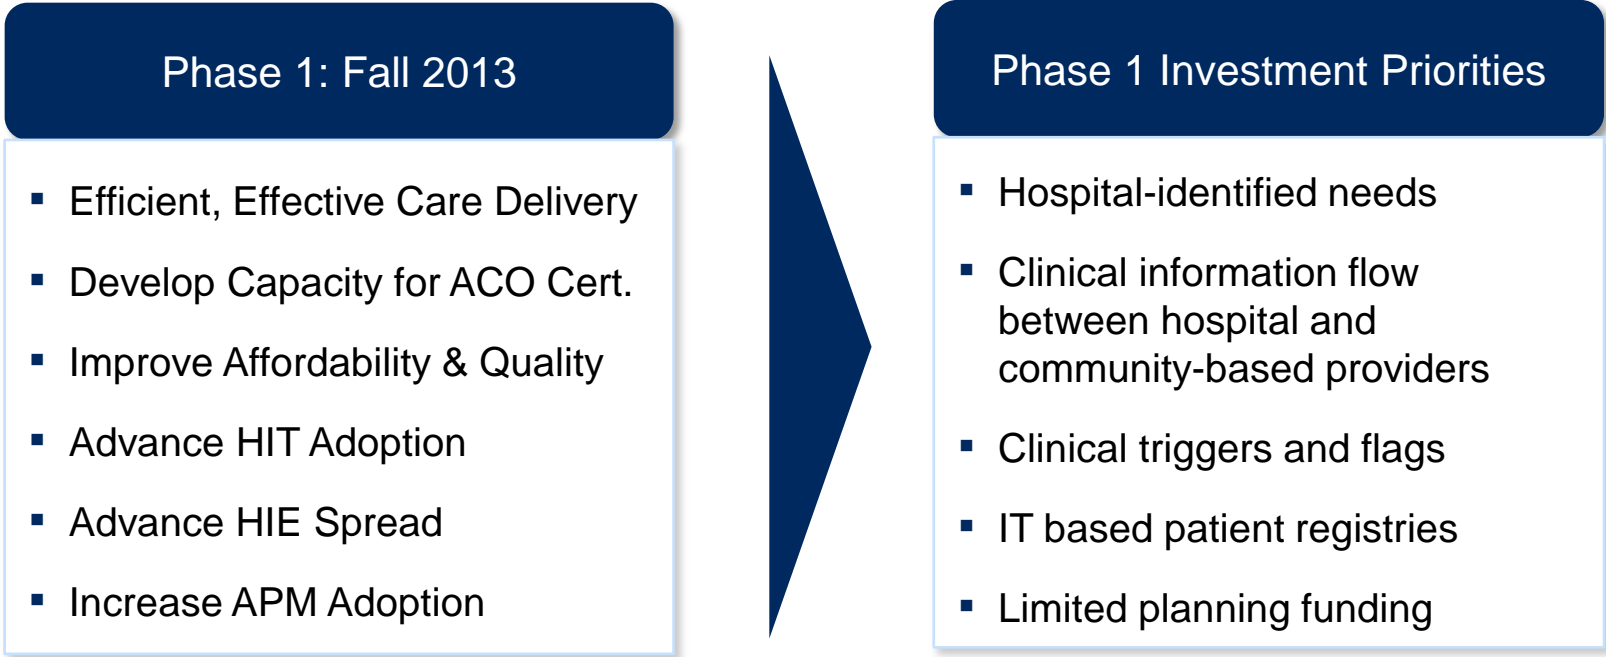 Phase 1: Fall 2013
▪ Efficient, Effective Care Delivery
▪ Develop Capacity for ACO Cert.
▪ Improve Affordability & Quality
▪ Advance HIT Adoption
▪ Advance HIE Spread
▪ Increase APM Adoption
Phase 1 Investment Priorities
▪ Hospital-identified needs
▪ Clinical information flow
between hospital and
community-based providers
▪ Clinical triggers and flags
▪ IT based patient registries
▪ Limited planning funding